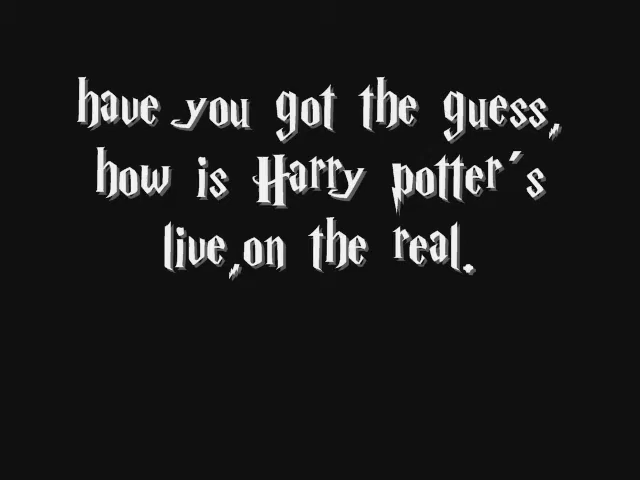 have you got the guess,
how is Harry potter's
live,on the real.